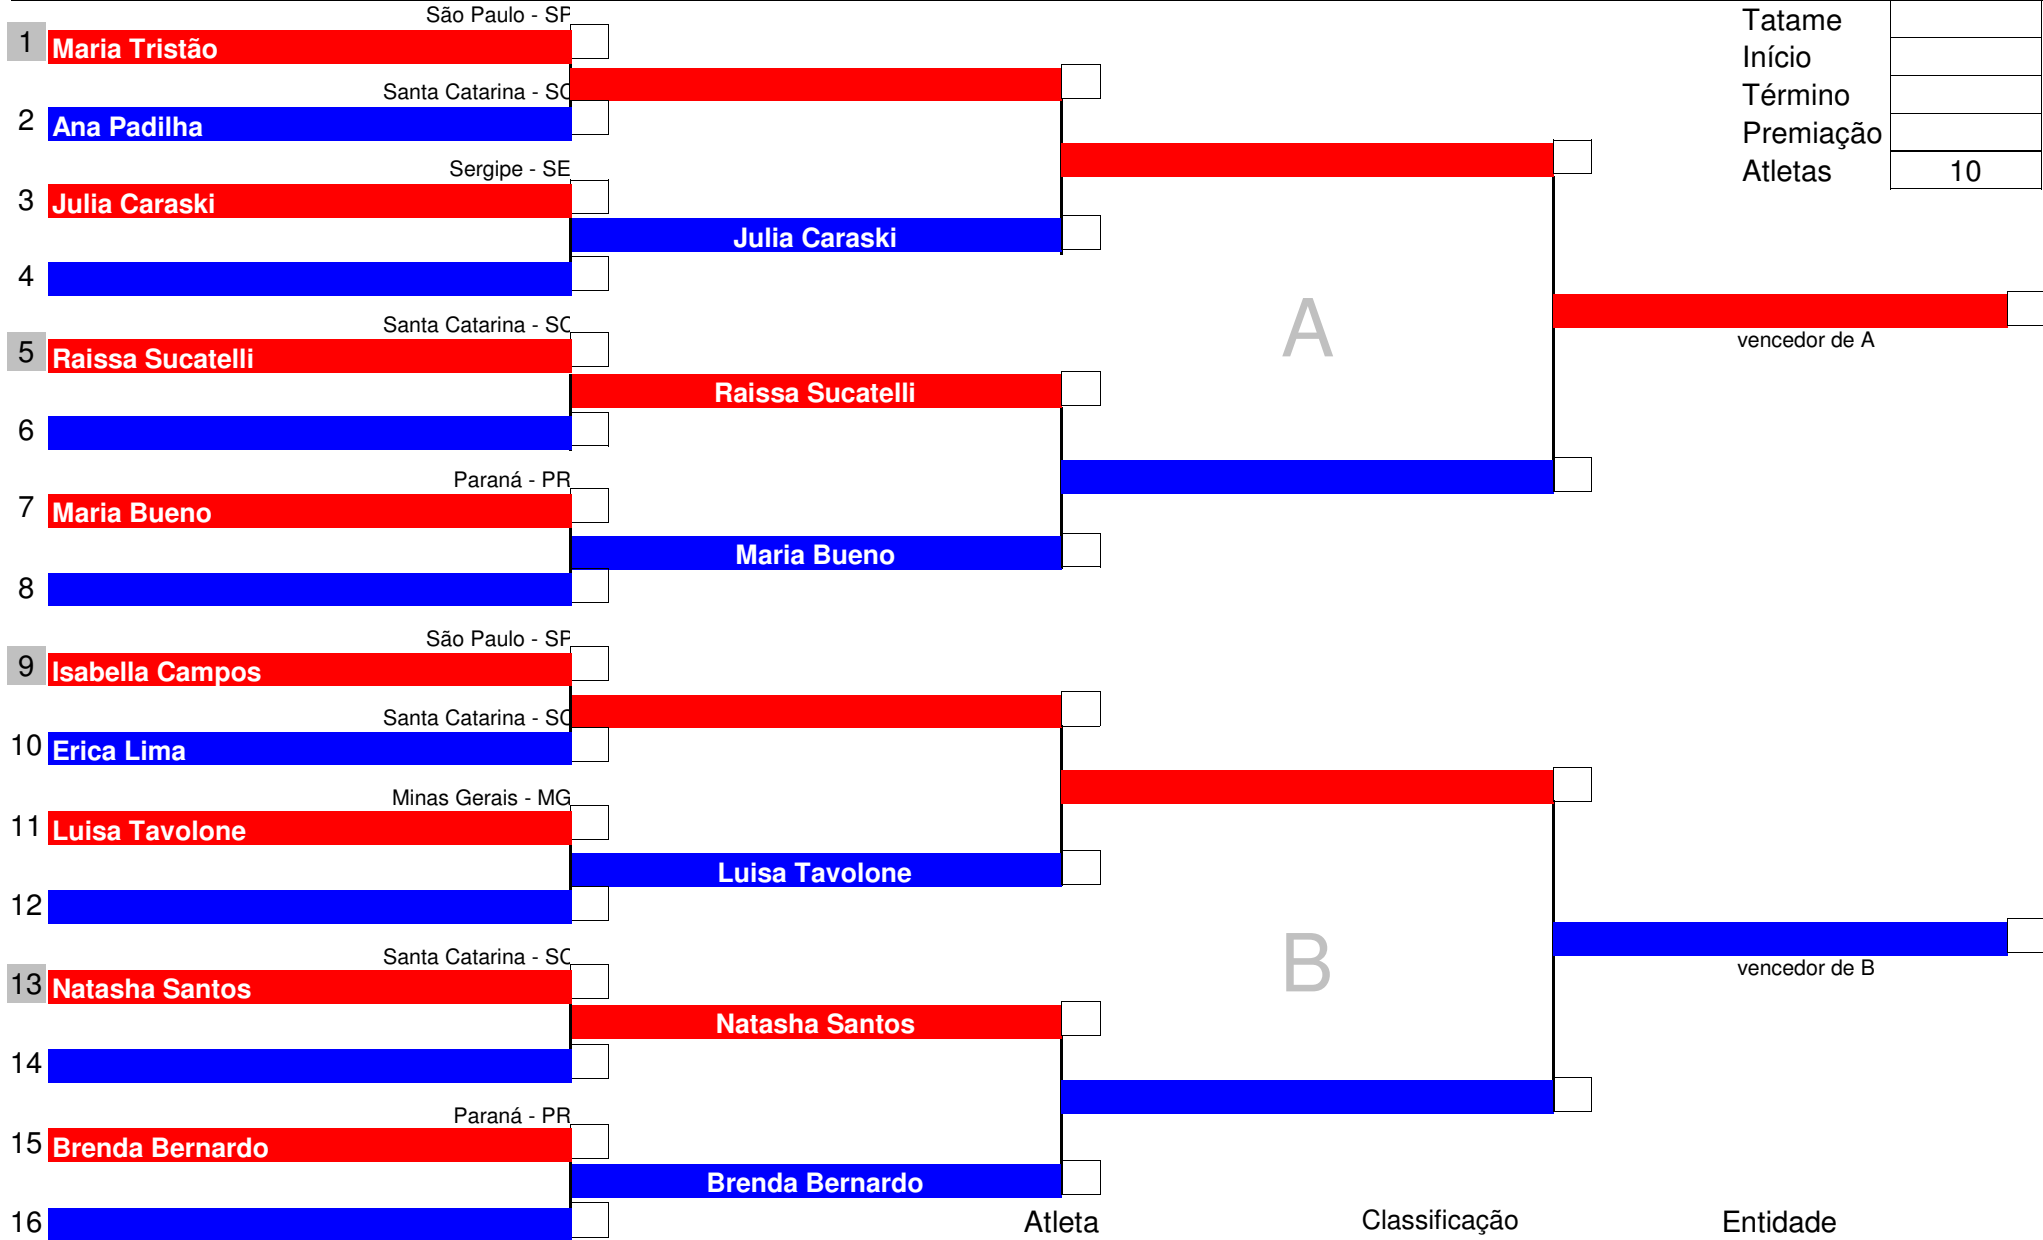 São Paulo - SP
1 Maria Tristão
Santa Catarina - SC
2 Ana Padilha
Sergipe - SE
3 Julia Caraski
Julia Caraski
4
Santa Catarina - SC
5 Raissa Sucatelli
Raissa Sucatelli
6
Paraná - PR
7 Maria Bueno
Maria Bueno
8
São Paulo - SP
9 Isabella Campos
Santa Catarina - SC
10 Erica Lima
Minas Gerais - MG
11 Luisa Tavolone
Luisa Tavolone
12
Santa Catarina - SC
13 Natasha Santos
Natasha Santos
14
Paraná - PR
15 Brenda Bernardo
Brenda Bernardo
16
A
B
Tatame
Início
Término
Premiação
Atletas 10
vencedor de A
vencedor de B
Atleta Classificação Entidade